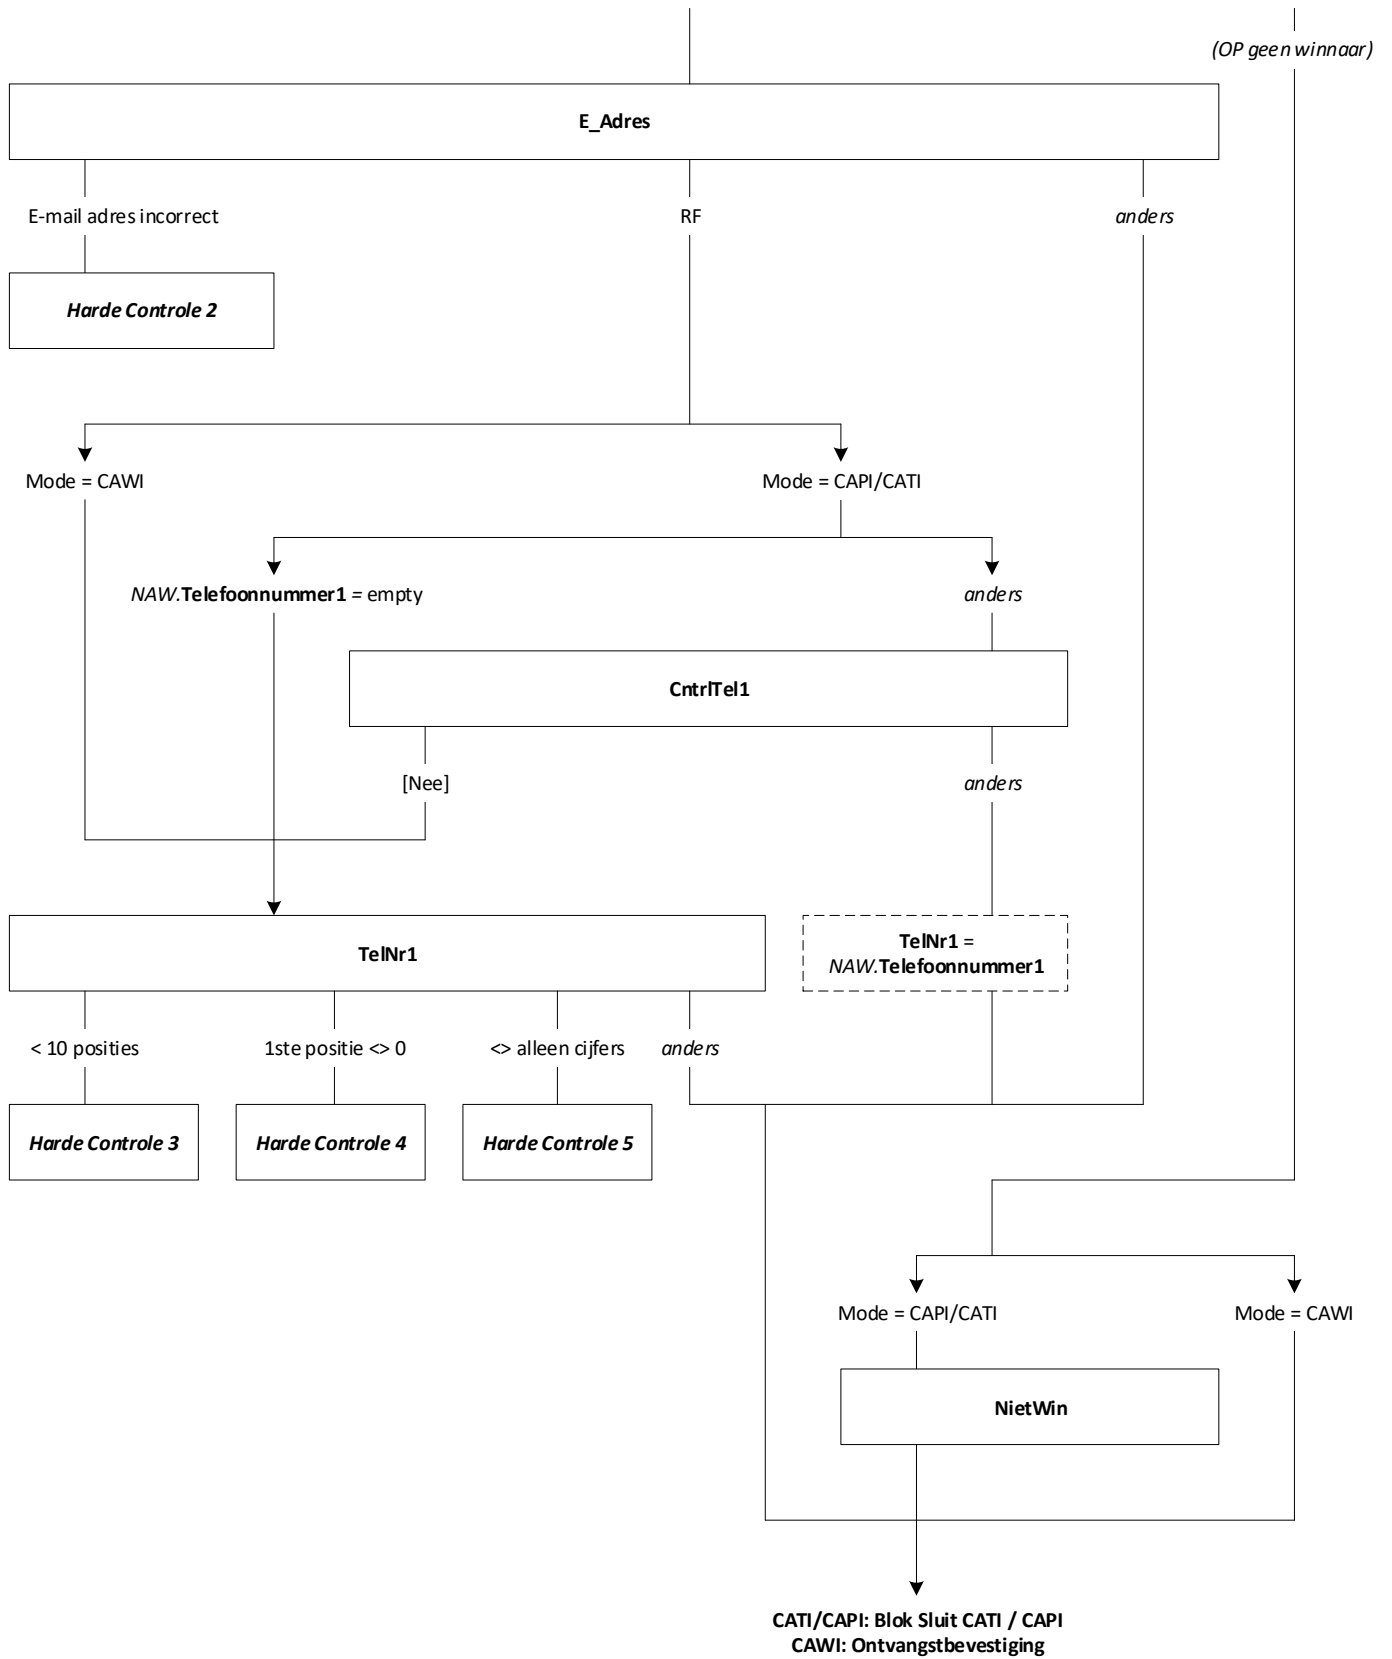 (OP geen winnaar)
E_Adres
E-mail adres incorrect
RF
anders
Harde Controle 2
Mode = CAWI
Mode = CAPI/CATI
NAW.Telefoonnummer1 = empty
anders
CntrlTel1
[Nee]
anders
TelNr1
TelNr1 =
NAW.Telefoonnummer1
< 10 posities
1ste positie <> 0
<> alleen cijfers
anders
Harde Controle 3
Harde Controle 4
Harde Controle 5
Mode = CAPI/CATI
Mode = CAWI
NietWin
CATI/CAPI: Blok Sluit CATI / CAPI
CAWI: Ontvangstbevestiging